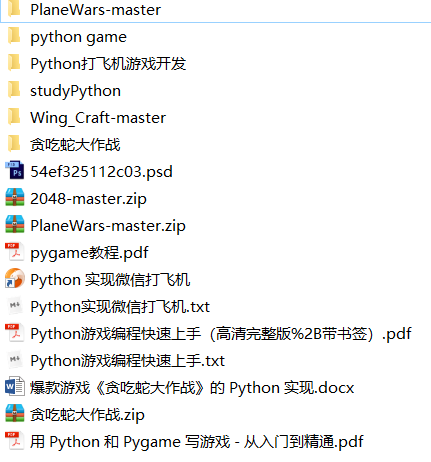 PlaneWars-master
python game
Python打飞机游戏开发
studyPython
Wing_Craft-master
贪吃蛇大作战
54ef325112c03.psd
2048-master.zip
PlaneWars-master.zip
pygame教程.pdf
Python 实现微信打飞机
Python实现微信打飞机.txt
Python游戏编程快速上手（高清完整版%2B带书签）.pdf
Python游戏编程快速上手.txt
爆款游戏《贪吃蛇大作战》的 Python 实现.docx
贪吃蛇大作战.zip
用 Python 和 Pygame 写游戏 - 从入门到精通.pdf